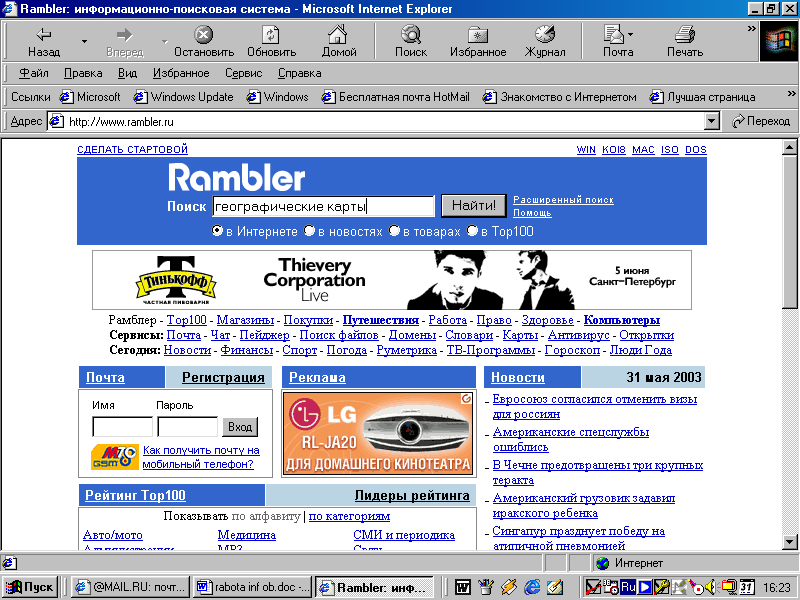 Rambler: информационно-поисковая система - Microsoft Internet Explorer
Назад Вперед Остановить Обновить Домой Поиск Избранное Журнал Почта Печать »
Файл Правка Вид Избранное Сервис Справка
Ссылки Microsoft Windows Update Windows Бесплатная почта HotMail Знакомство с Интернетом Лучшая страница »
Адрес http://www.rambler.ru Переход
СДЕЛАТЬ СТАРТОВОЙ WIN KOI8 MAC ISO DOS
Rambler
Поиск географические карты Найти! Расширенный поиск
Помощь
в Интернете в новостях в товарах в Top100
ТИНЬКОФФ
ЧАСТНАЯ ПИВОВАРНЯ
Thievery
Corporation
Live
5 июня
Санкт-Петербург
Рамблер - Top100 - Магазины - Покупки - Путешествия - Работа - Право - Здоровье - Компьютеры
Сервисы: Почта - Чат - Пейджер - Поиск файлов - Домены - Словари - Карты - Антивирус - Открытки
Сегодня: Новости - Финансы - Спорт - Погода - Руметрика - ТВ-Программы - Гороскоп - Люди Года
Почта Регистрация
Имя Пароль
Вход
GSM Как получить почту на
мобильный телефон?
Реклама
LG
RL-JA20
ДЛЯ ДОМАШНЕГО КИНОТЕАТРА
Новости 31 мая 2003
Евросоюз согласился отменить визы
для россиян
Американские спецслужбы
ошиблись
В Чечне предотвращены три крупных
теракта
Американский грузовик задавил
иракского ребенка
Сингапур празднует победу на
атипичной пневмонией
Рейтинг Top100 Лидеры рейтинга
Показывать по алфавиту | по категориям
Авто/мото Медицина СМИ и периодика
МР3
Интернет
Пуск @MAIL.RU: поч... rabota inf ob.doc -... Rambler: инф... Ru 31 16:23